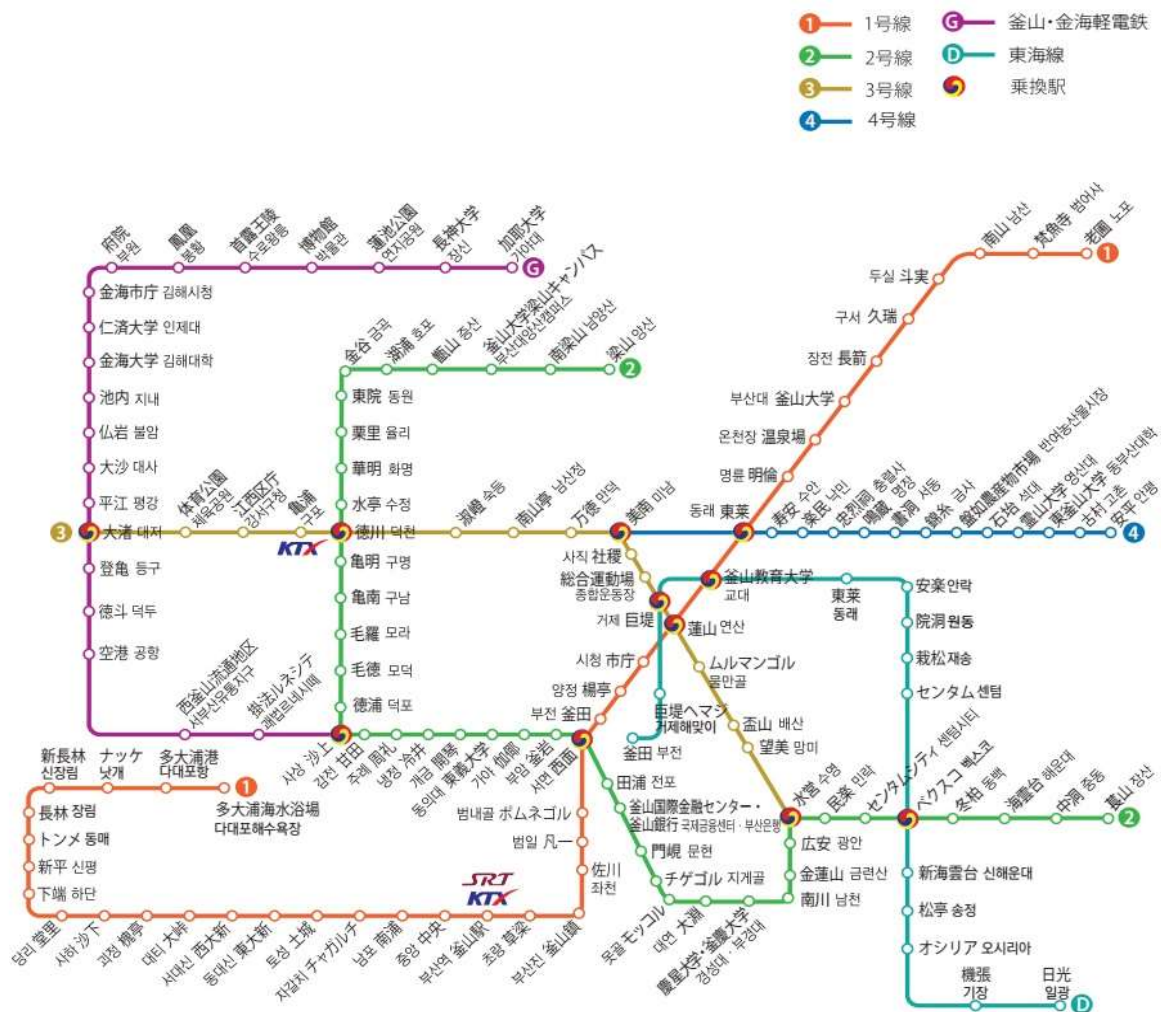 1 1号線
2 2号線
3 3号線
4 4号線
G 釜山・金海軽電鉄
D 東海線
乗換駅
府院 부원
鳳凰 봉황
首露王陵 수로왕릉
博物館 박물관
蓮池公園 연지공원
長神大学 장신
加耶大学 가야대
G
金海市庁 김해시청
仁済大学 인제대
金海大学 김해대학
池内 지내
仏岩 불암
大沙 대사
平江 평강
3
大渚 대저
登亀 등구
徳斗 덕두
空港 공항
西釜山流通地区 서부산유통지구
掛法ルネシテ 괘법르네시떼
金谷 금곡
湖浦 호포
甑山 증산
釜山大学梁山キャンパス
부산대양산캠퍼스
南梁山 남양산
梁山 양산
2
東院 동원
栗里 율리
華明 화명
水亭 수정
徳川 덕천
亀明 구명
亀南 구남
毛羅 모라
毛徳 모덕
徳浦 덕포
体育公園 체육공원
江西区庁 강서구청
亀浦 구포
KTX
淑嶝 숙등
南山亭 남산정
万徳 만덕
美南 미남
南山 남산
梵魚寺 범어사
老圃 노포
1
두실 斗実
구서 久瑞
장전 長箭
부산대 釜山大学
온천장 温泉場
명륜 明倫
동래 東莱
寿安 수안
楽民 낙민
忠烈祠 충렬사
鳴蔵 명장
書洞 서동
錦糸 금사
盤如農産物市場 반여농산물시장
石坮 석대
霊山大学 영산대
東釜山大学 동부산대학
古村 고촌
安平 안평
4
사직 社稷
総合運動場
종합운동장
거제 巨堤
釜山教育大学
교대
蓮山 연산
東莱
동래
安楽 안락
院洞 원동
栽松 재송
センタム 센텀
시청 市庁
양정 楊亭
부전 釜田
巨堤ヘマジ
거제해맞이
釜田 부전
ムルマンゴル
물만골
盃山 배산
望美 망미
사상 沙上
감전 甘田
주례 周礼
냉정 冷井
개금 開琴
동의대 東義大学
가야 伽倻
부암 釜岩
서면 西面
田浦 전포
釜山国際金融センター・
釜山銀行 국제금융센터・부산은행
門峴 문현
チゲゴル 지게골
못골 モッコル
대연 大淵
慶星大学・釜慶大学
경성대・부경대
南川 남천
金蓮山 금련산
広安 광안
水営 수영
民楽 민락
センタムシティ 센텀시티
ベクスコ 벡스코
冬柏 동백
海雲台 해운대
中洞 중동
萇山 장산
2
新海雲台 신해운대
松亭 송정
オシリア 오시리아
機張
기장
日光
일광
D
新長林
신장림
ナッケ
낫개
多大浦港
다대포항
1
多大浦海水浴場
다대포해수욕장
長林 장림
トンメ 동매
新平 신평
下端 하단
당리 堂里
사하 沙下
괴정 槐亭
대티 大峠
서대신 西大新
동대신 東大新
토성 土城
자갈치 チャガルチ
남포 南浦
중앙 中央
부산역 釜山駅
초량 草梁
부산진 釜山鎮
SRT
KTX
범내골 ポムネゴル
범일 凡一
佐川
좌천